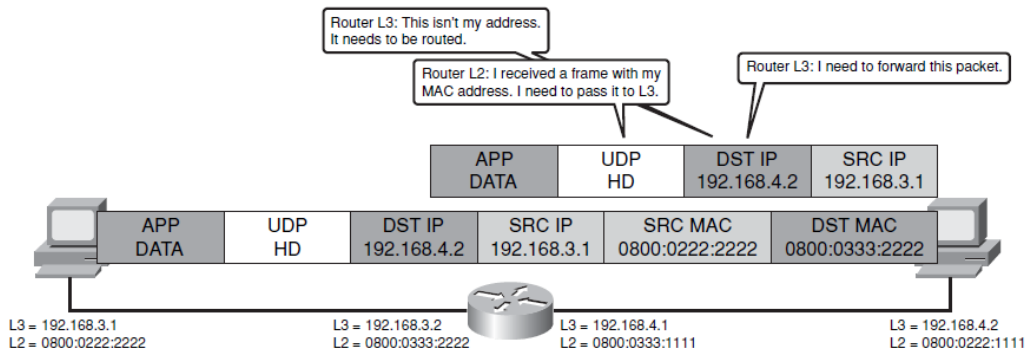 Router L3: This isn't my address.
It needs to be routed.
Router L2: I received a frame with my
MAC address. I need to pass it to L3.
Router L3: I need to forward this packet.
APP
DATA
UDP
HD
DST IP
192.168.4.2
SRC IP
192.168.3.1
APP
DATA
UDP
HD
DST IP
192.168.4.2
SRC IP
192.168.3.1
SRC MAC
0800:0222:2222
DST MAC
0800:0333:2222
L3 = 192.168.3.1
L2 = 0800:0222:2222
L3 = 192.168.3.2
L2 = 0800:0333:2222
L3 = 192.168.4.1
L2 = 0800:0333:1111
L3 = 192.168.4.2
L2 = 0800:0222:1111